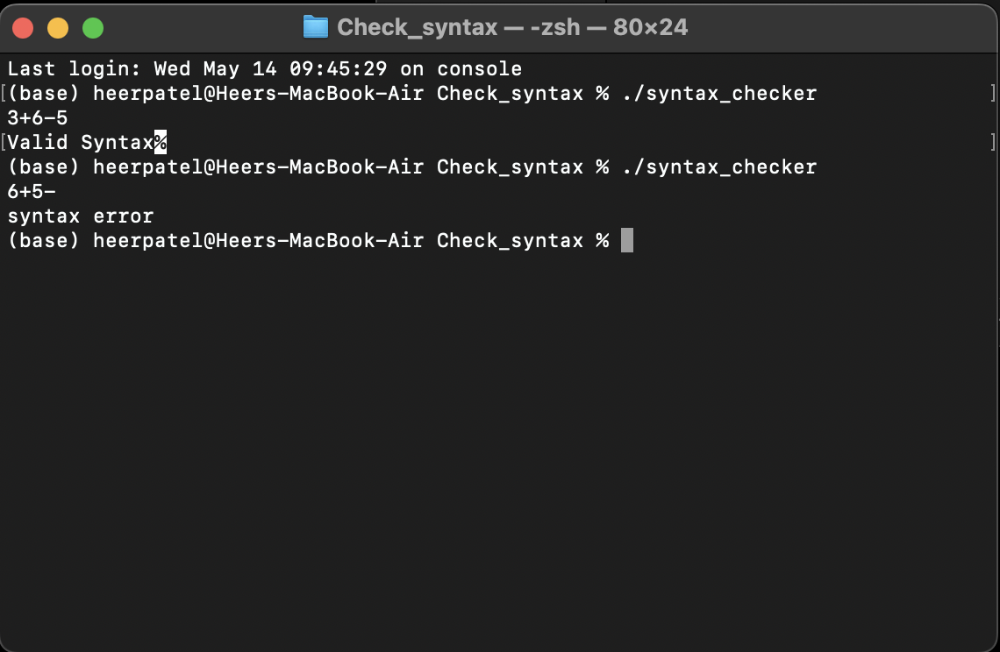 Check_syntax — -zsh — 80×24
Last login: Wed May 14 09:45:29 on console
[(base) heerpatel@Heers-MacBook-Air Check_syntax % ./syntax_checker ]
3+6-5
[Valid Syntax% ]
(base) heerpatel@Heers-MacBook-Air Check_syntax % ./syntax_checker
6+5-
syntax error
(base) heerpatel@Heers-MacBook-Air Check_syntax %